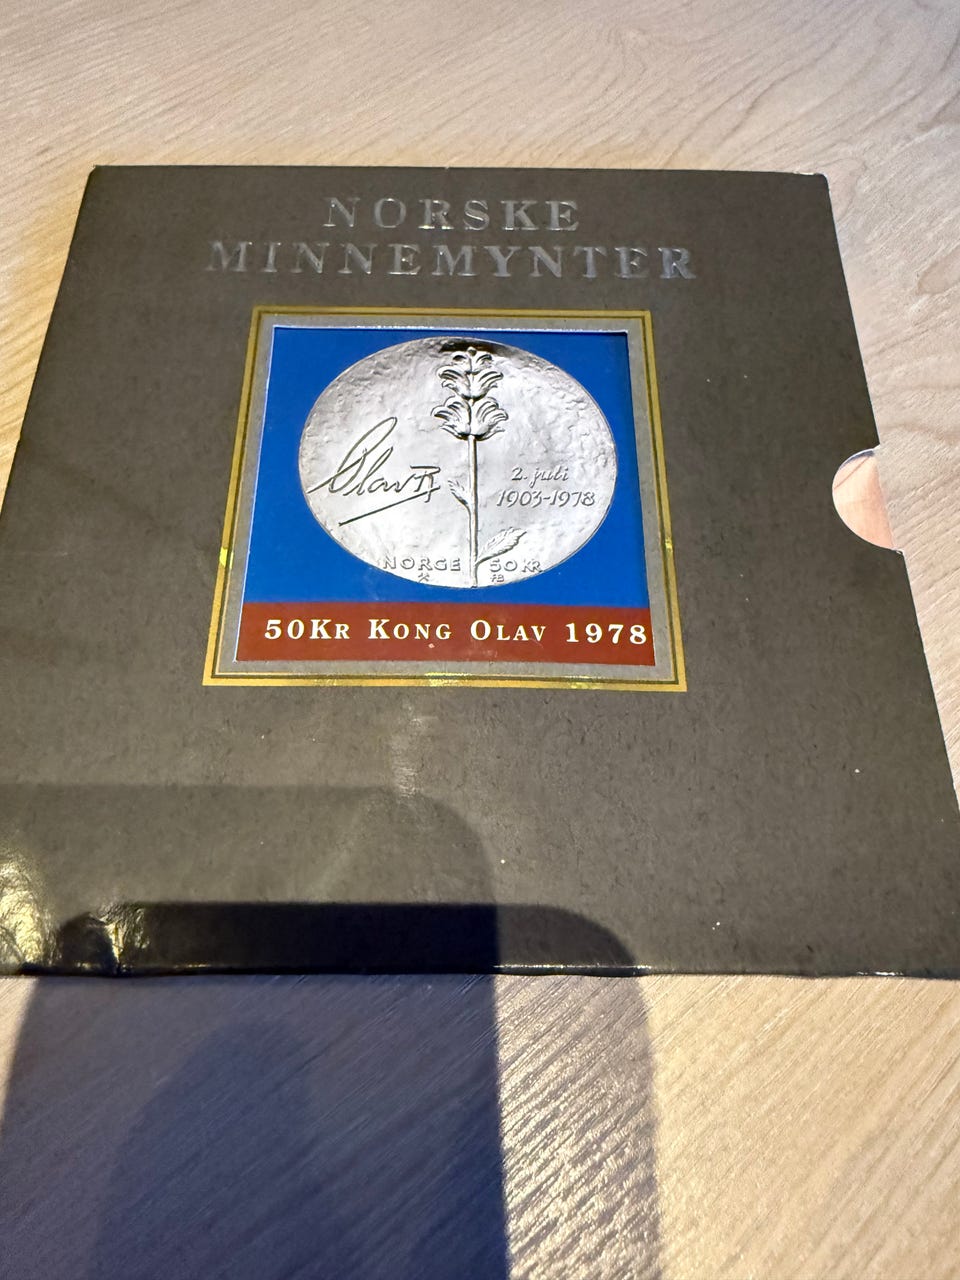 NORSKE
MINNEMYNTER
Olav R
2. juli
1903-1978
NORGE 50 KR
50KR KONG OLAV 1978